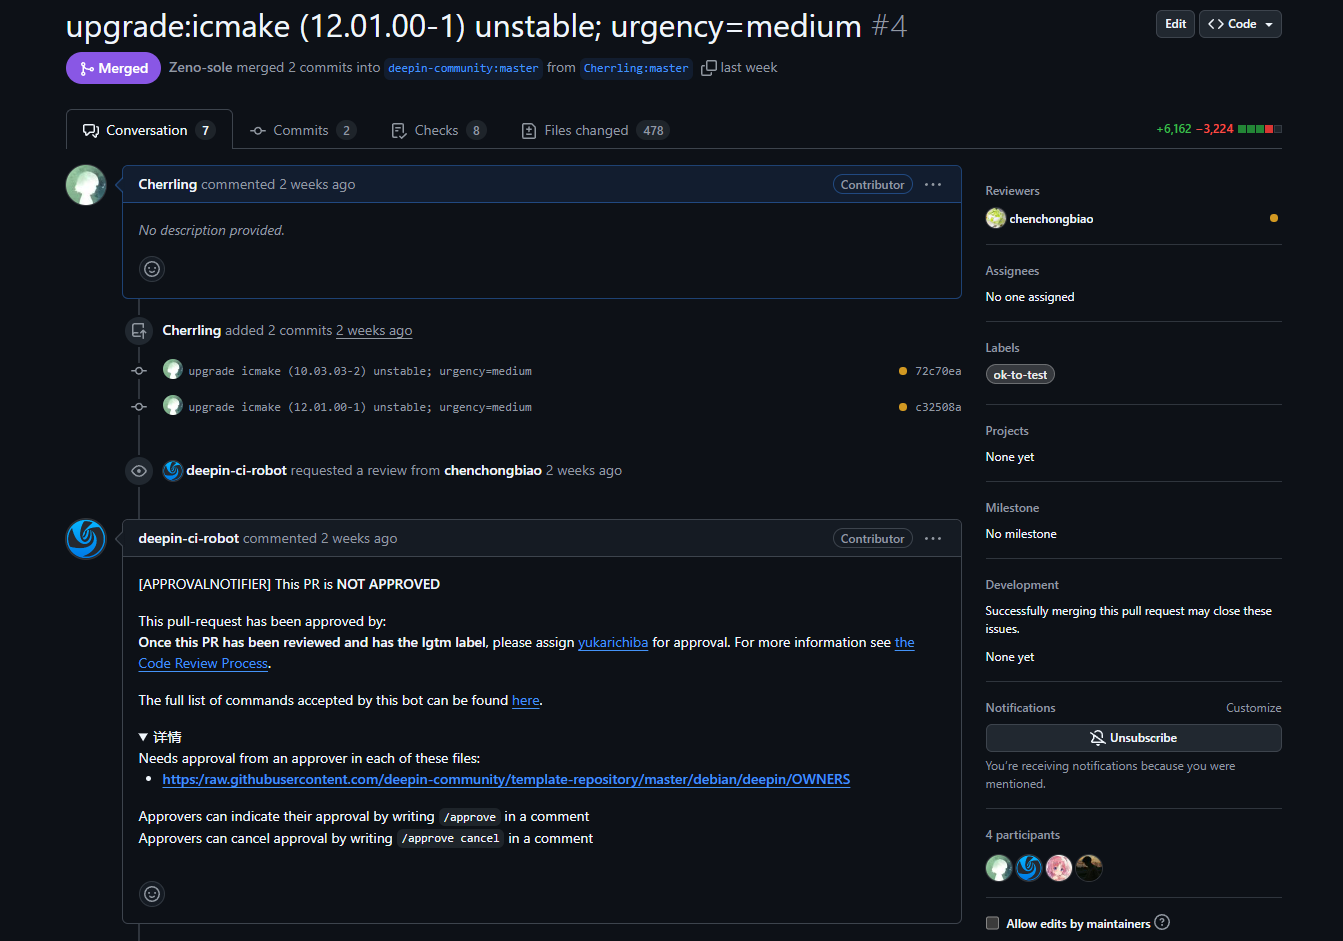 upgrade:icmake (12.01.00-1) unstable; urgency=medium #4
Edit
Code
Merged
Zeno-sole merged 2 commits into deepin-community:master from Cherrling:master last week
Conversation 7
Commits 2
Checks 8
Files changed 478
+6,162 −3,224
Cherrling commented 2 weeks ago
Contributor
No description provided.
Cherrling added 2 commits 2 weeks ago
upgrade icmake (10.03.03-2) unstable; urgency=medium
72c70ea
upgrade icmake (12.01.00-1) unstable; urgency=medium
c32508a
deepin-ci-robot requested a review from chenchongbiao 2 weeks ago
deepin-ci-robot commented 2 weeks ago
Contributor
[APPROVALNOTIFIER] This PR is NOT APPROVED
This pull-request has been approved by:
Once this PR has been reviewed and has the lgtm label, please assign yukarichiba for approval. For more information see the
Code Review Process.
The full list of commands accepted by this bot can be found here.
▼ 详情
Needs approval from an approver in each of these files:
• https:/raw.githubusercontent.com/deepin-community/template-repository/master/debian/deepin/OWNERS
Approvers can indicate their approval by writing /approve in a comment
Approvers can cancel approval by writing /approve cancel in a comment
Reviewers
chenchongbiao
Assignees
No one assigned
Labels
ok-to-test
Projects
None yet
Milestone
No milestone
Development
Successfully merging this pull request may close these
issues.
None yet
Notifications
Customize
Unsubscribe
You're receiving notifications because you were
mentioned.
4 participants
Allow edits by maintainers ?